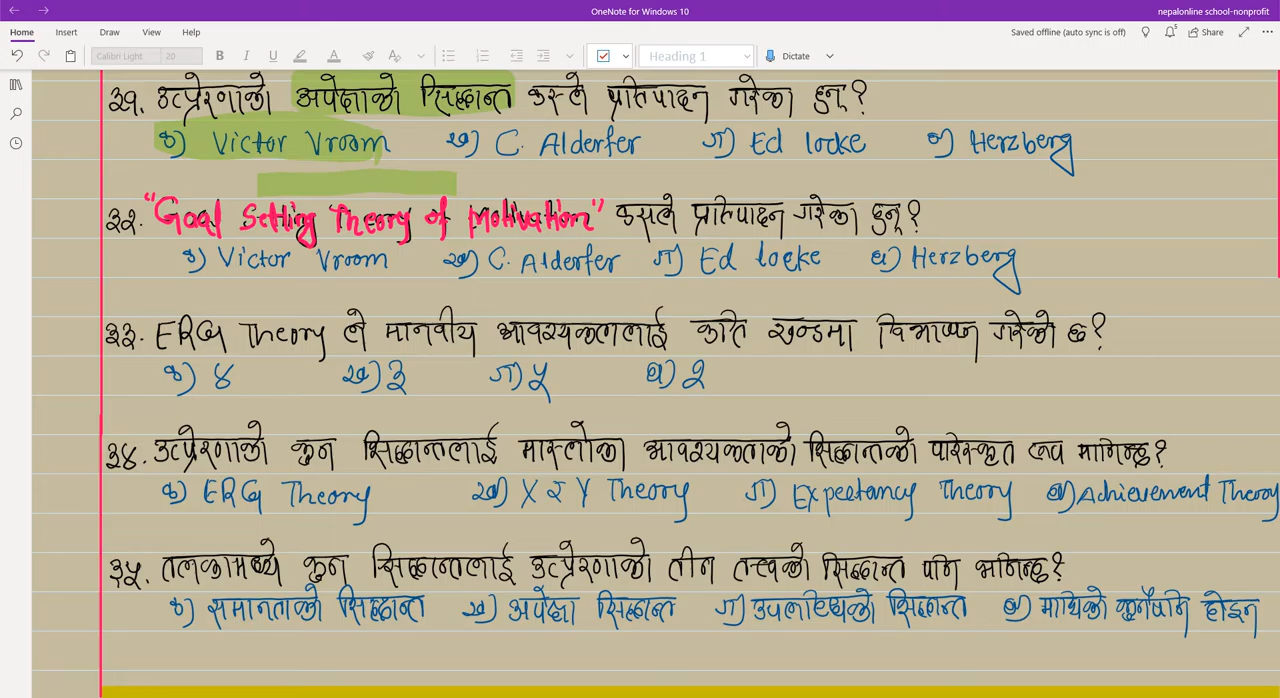 OneNote for Windows 10
nepalonline school-nonprofit
Home Insert Draw View Help
Saved offline (auto sync is off) Share
Calibri Light 20 B I U A Heading 1 Dictate
३१. उत्प्रेरणाको अपेक्षाको सिद्धान्त कस्ले प्रतिपादन गरेका हुन् ?
क) Victor Vroom ख) C. Alderfer ग) Ed locke घ) Herzberg
३२. "Goal Setting Theory of Motivation" कसले प्रतिपादन गरेका हुन् ?
क) Victor Vroom ख) C. Alderfer ग) Ed locke घ) Herzberg
३३. ERG Theory ले मानवीय आवश्यकतालाई कति खण्डमा विभाजन गरेको छ ?
क) ४ ख) ३ ग) ५ घ) २
३४. उत्प्रेरणाको कुन सिद्धान्तलाई मास्लोका आवश्यकताको सिद्धान्तको परिस्कृत रूप मानिन्छ ?
क) ERG Theory ख) X र Y Theory ग) Expectancy Theory घ) Achievement Theory
३५. तलकामध्ये कुन सिद्धान्तलाई उत्प्रेरणाको तीन तत्त्वको सिद्धान्त पनि भनिन्छ ?
क) समानताको सिद्धान्त ख) अपेक्षा सिद्धान्त ग) उपलब्धिको सिद्धान्त घ) माथिको कुनैपनि होइन